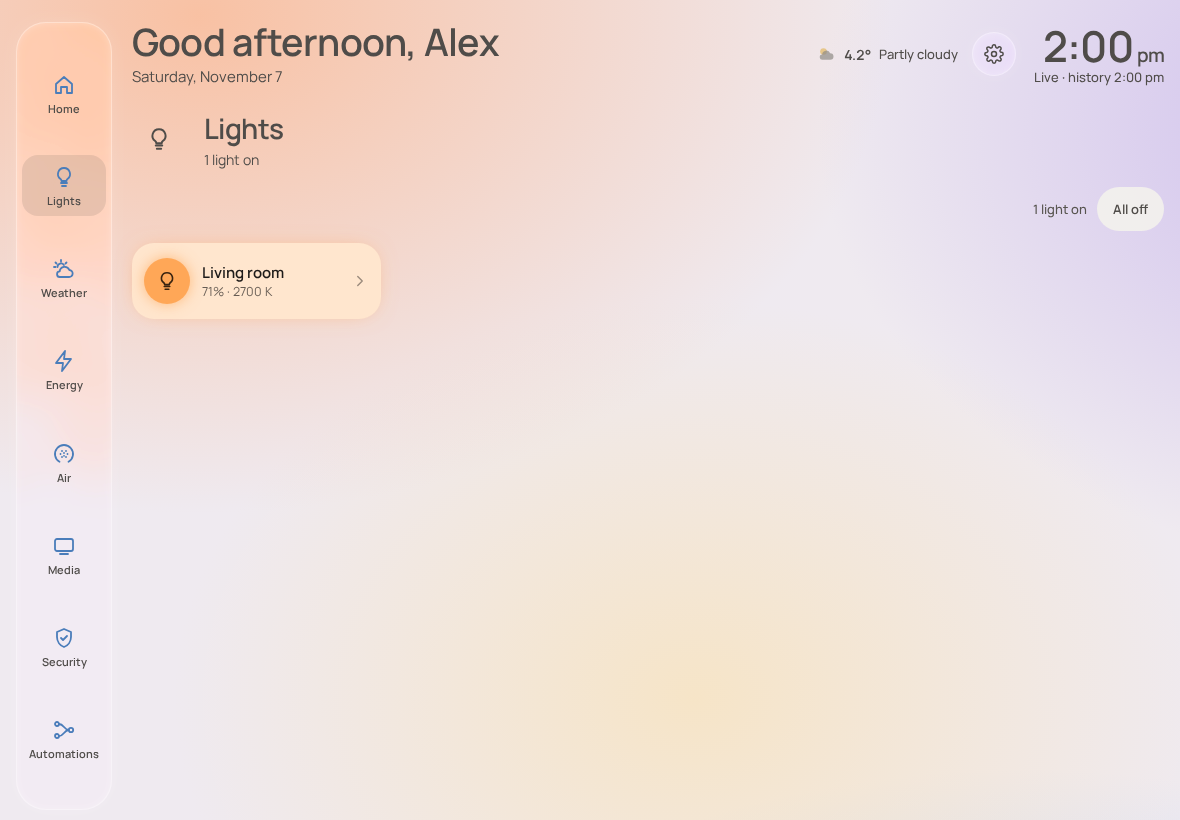 Good afternoon, Alex
Saturday, November 7
4.2° Partly cloudy
2:00 pm
Live · history 2:00 pm
Home
Lights
Weather
Energy
Air
Media
Security
Automations
Lights
1 light on
1 light on
All off
Living room
71% · 2700 K